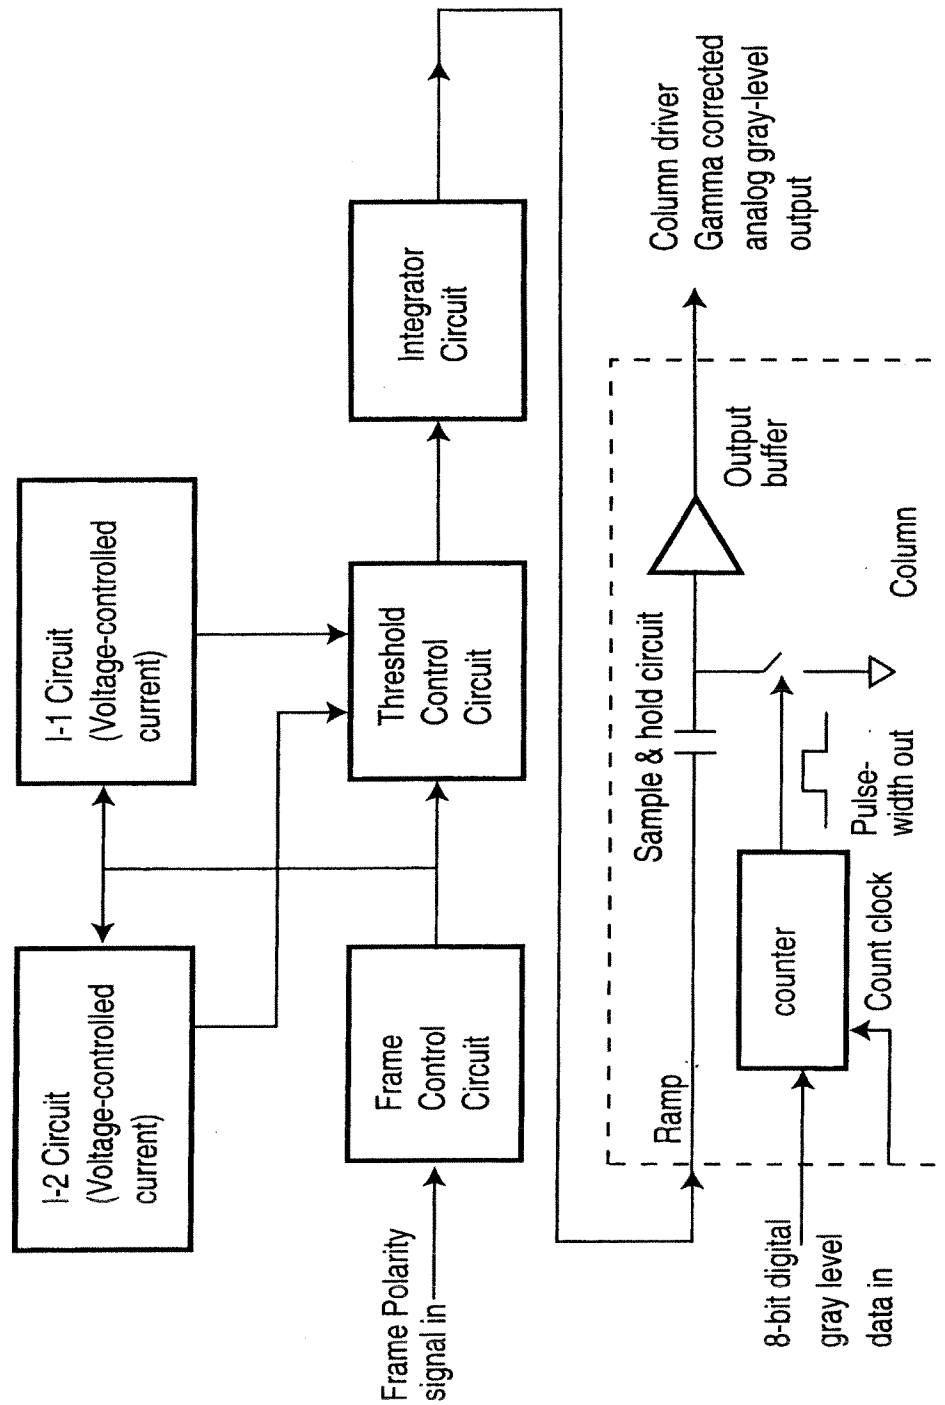 I-2 Circuit
(Voltage-controlled
current)
I-1 Circuit
(Voltage-controlled
current)
Frame Polarity
signal in
Frame
Control
Circuit
Threshold
Control
Circuit
Integrator
Circuit
Ramp
Sample & hold circuit
Output
buffer
Column driver
Gamma corrected
analog gray-level
output
8-bit digital
gray level
data in
counter
Count clock
Pulse-
width out
Column